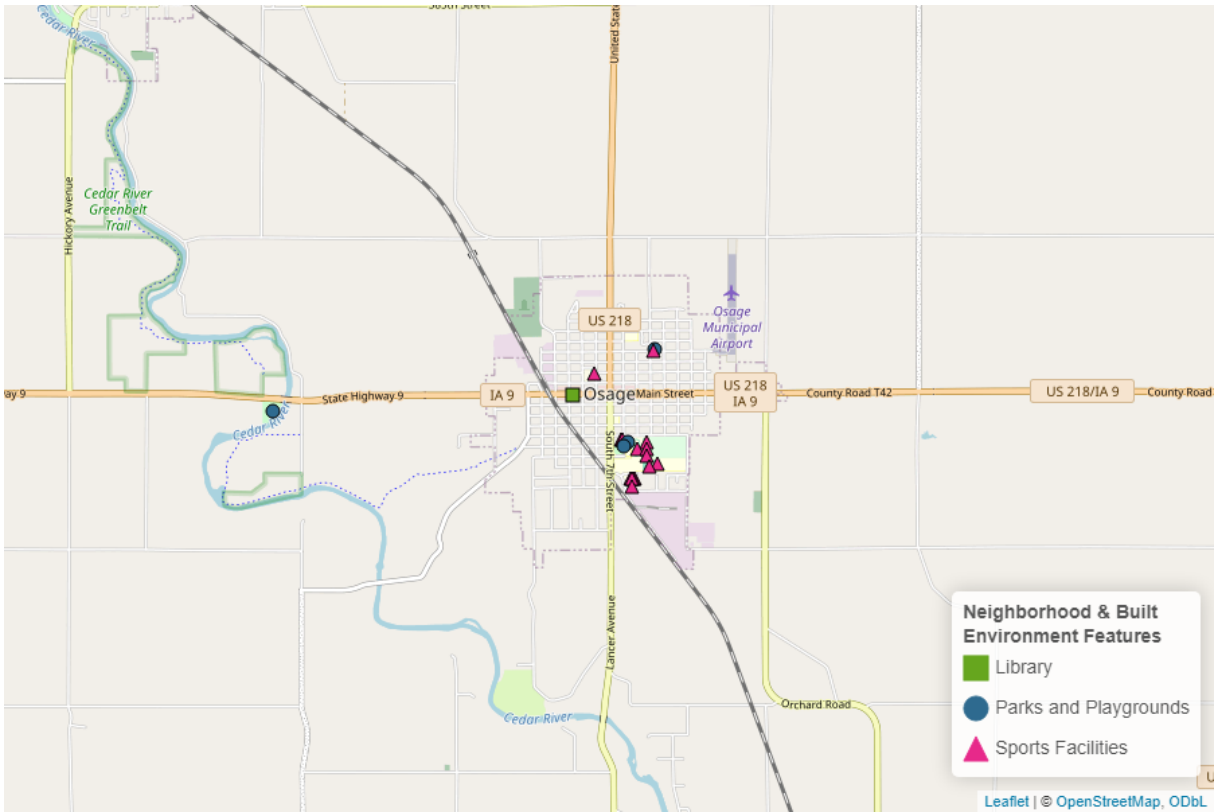 Cedar River
365th Street
United Stat
Hickory Avenue
Cedar River
Greenbelt
Trail
US 218
Osage
Municipal
Airport
way 9
State Highway 9
IA 9
Osage
Main Street
US 218
IA 9
County Road T42
US 218/IA 9
County Road
Cedar River
South 7th Street
Lancer Avenue
Cedar River
Orchard Road
Neighborhood & Built
Environment Features
Library
Parks and Playgrounds
Sports Facilities
U
Leaflet | © OpenStreetMap, ODbL